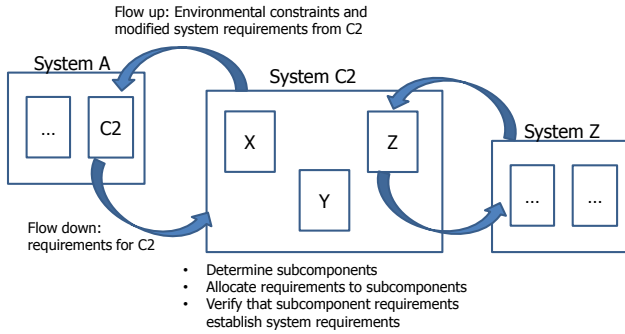 Flow up: Environmental constraints and
modified system requirements from C2
System A
System C2
System Z
...
C2
X
Z
Y
...
...
Flow down:
requirements for C2
• Determine subcomponents
• Allocate requirements to subcomponents
• Verify that subcomponent requirements
establish system requirements